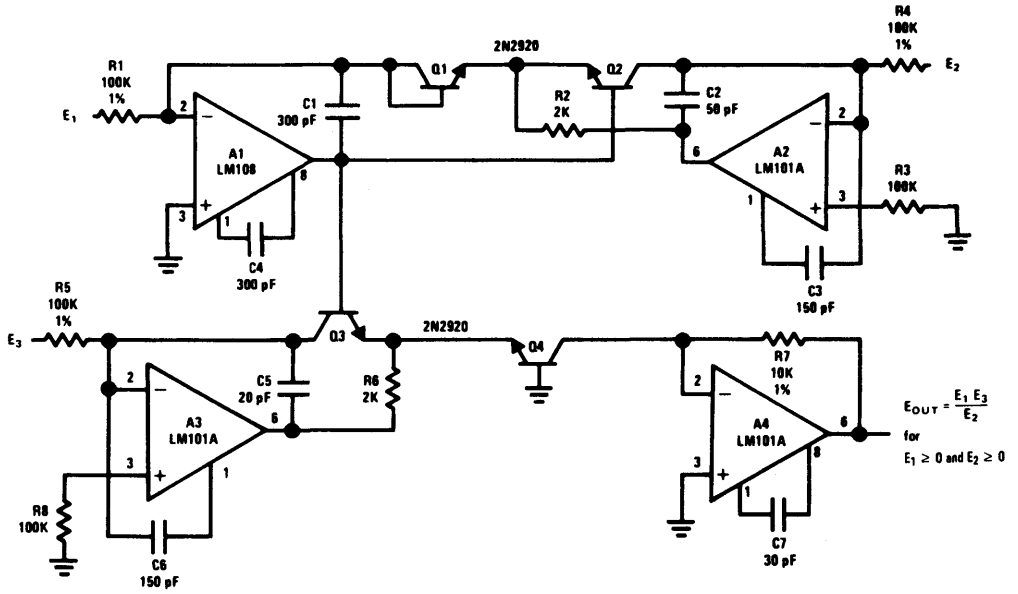 R4
100K
1%
E2
2N2920
R1
100K
1%
E1
Q1
Q2
C1
300 pF
R2
2K
C2
50 pF
2
−
A1
LM108
8
+
3
1
C4
300 pF
6
A2
LM101A
−
2
1
+
3
R3
100K
C3
150 pF
R5
100K
1%
E3
Q3
2N2920
Q4
C5
20 pF
R6
2K
2
−
A3
LM101A
6
3
+
1
R8
100K
C6
150 pF
R7
10K
1%
2
−
A4
LM101A
6
8
3
+
1
C7
30 pF
EOUT = E1 E3 / E2
for
E1 ≥ 0 and E2 ≥ 0